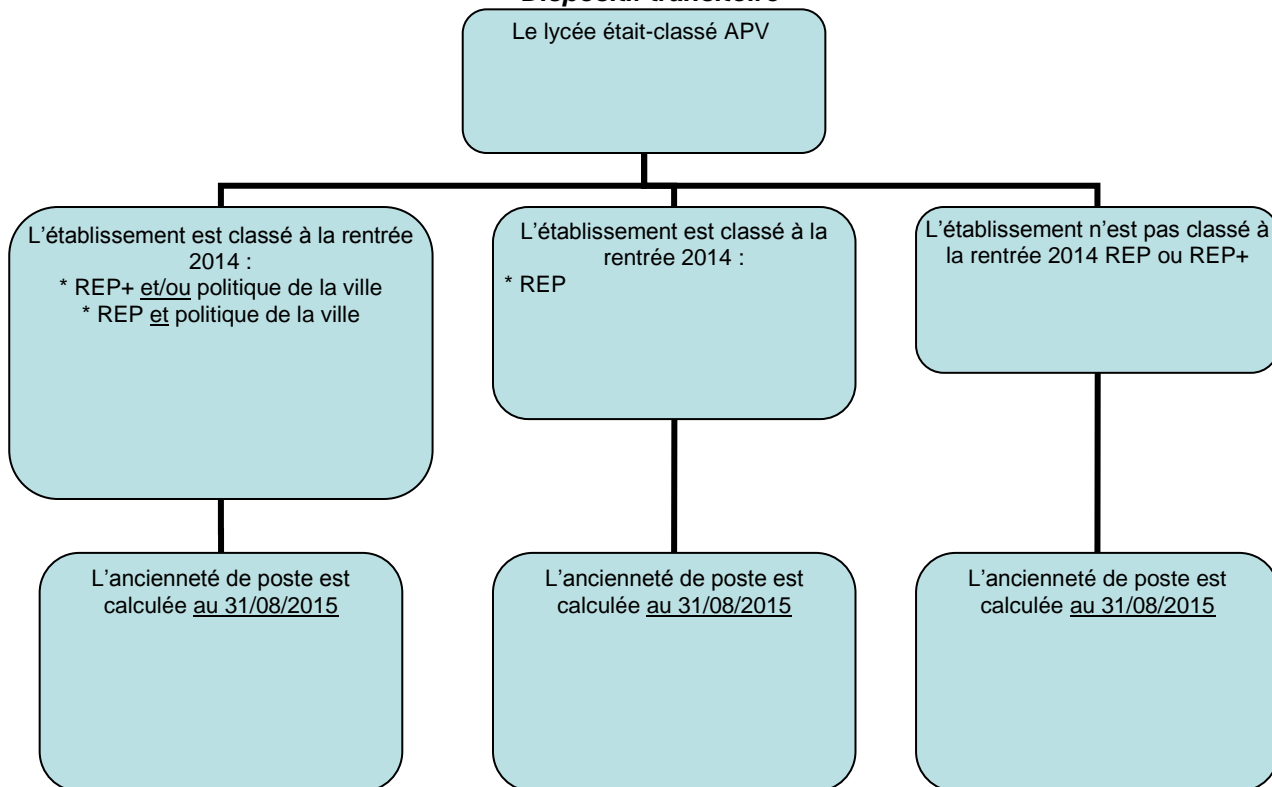 Dispositif transitoire
Le lycée était-classé APV
L'établissement est classé à la rentrée
2014 :
* REP+ et/ou politique de la ville
* REP et politique de la ville
L'établissement est classé à la
rentrée 2014 :
* REP
L'établissement n'est pas classé à
la rentrée 2014 REP ou REP+
L'ancienneté de poste est
calculée au 31/08/2015
L'ancienneté de poste est
calculée au 31/08/2015
L'ancienneté de poste est
calculée au 31/08/2015